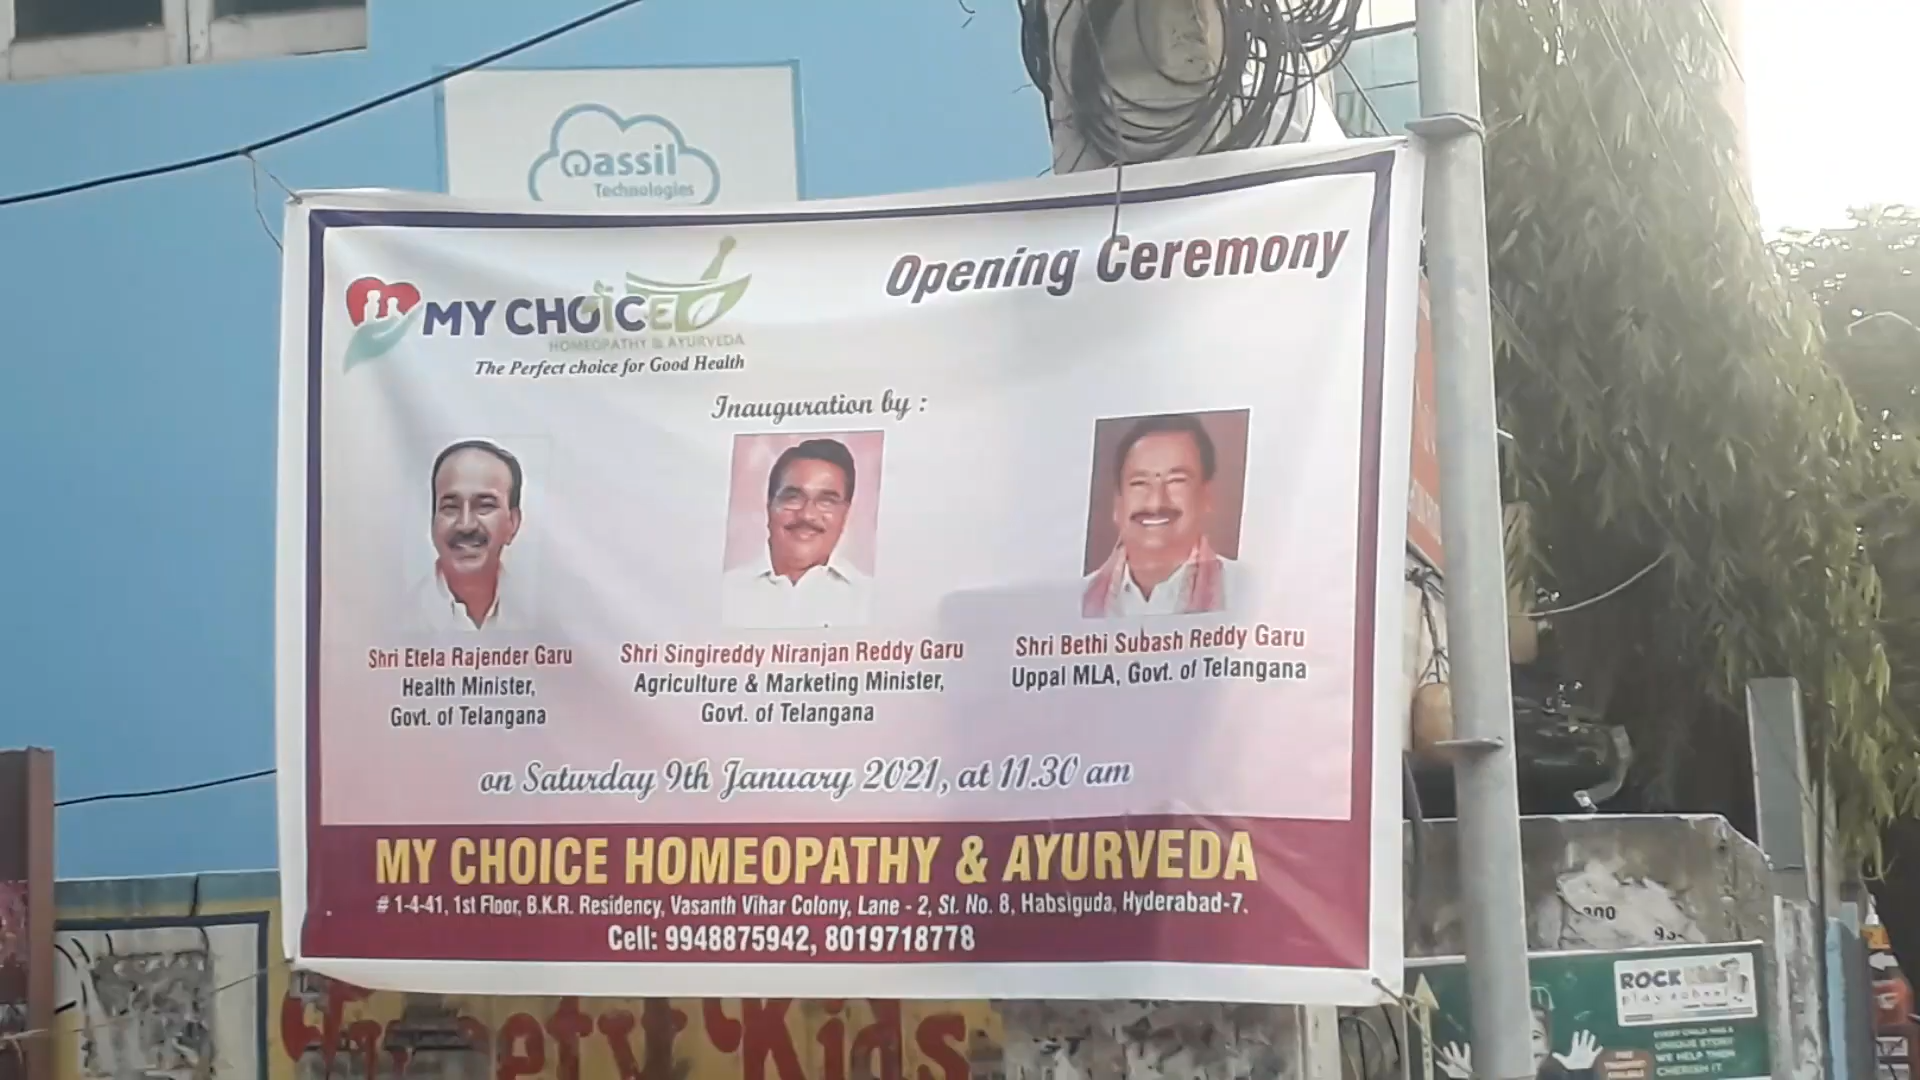 Qassil
Technologies
Opening Ceremony
MY CHOICE
HOMEOPATHY & AYURVEDA
The Perfect choice for Good Health
Inauguration by :
Shri Etela Rajender Garu
Health Minister,
Govt. of Telangana
Shri Singireddy Niranjan Reddy Garu
Agriculture & Marketing Minister,
Govt. of Telangana
Shri Bethi Subash Reddy Garu
Uppal MLA, Govt. of Telangana
on Saturday 9th January 2021, at 11.30 am
MY CHOICE HOMEOPATHY & AYURVEDA
# 1-4-41, 1st Floor, B.K.R. Residency, Vasanth Vihar Colony, Lane - 2, St. No. 8, Habsiguda, Hyderabad-7.
Cell: 9948875942, 8019718778
Kids
ROCK
play school
EVERY CHILD HAS A
UNIQUE STORY
WE HELP THEM
CHERISH IT